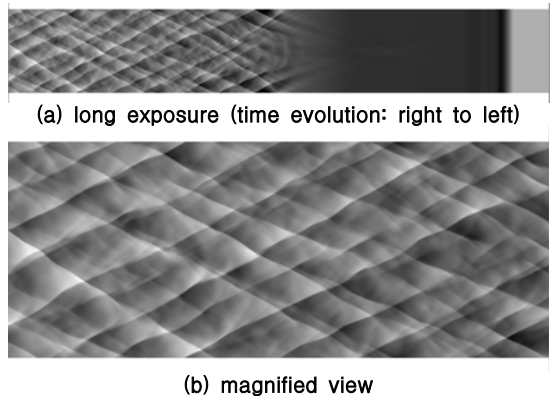 (a) long exposure (time evolution: right to left)
(b) magnified view